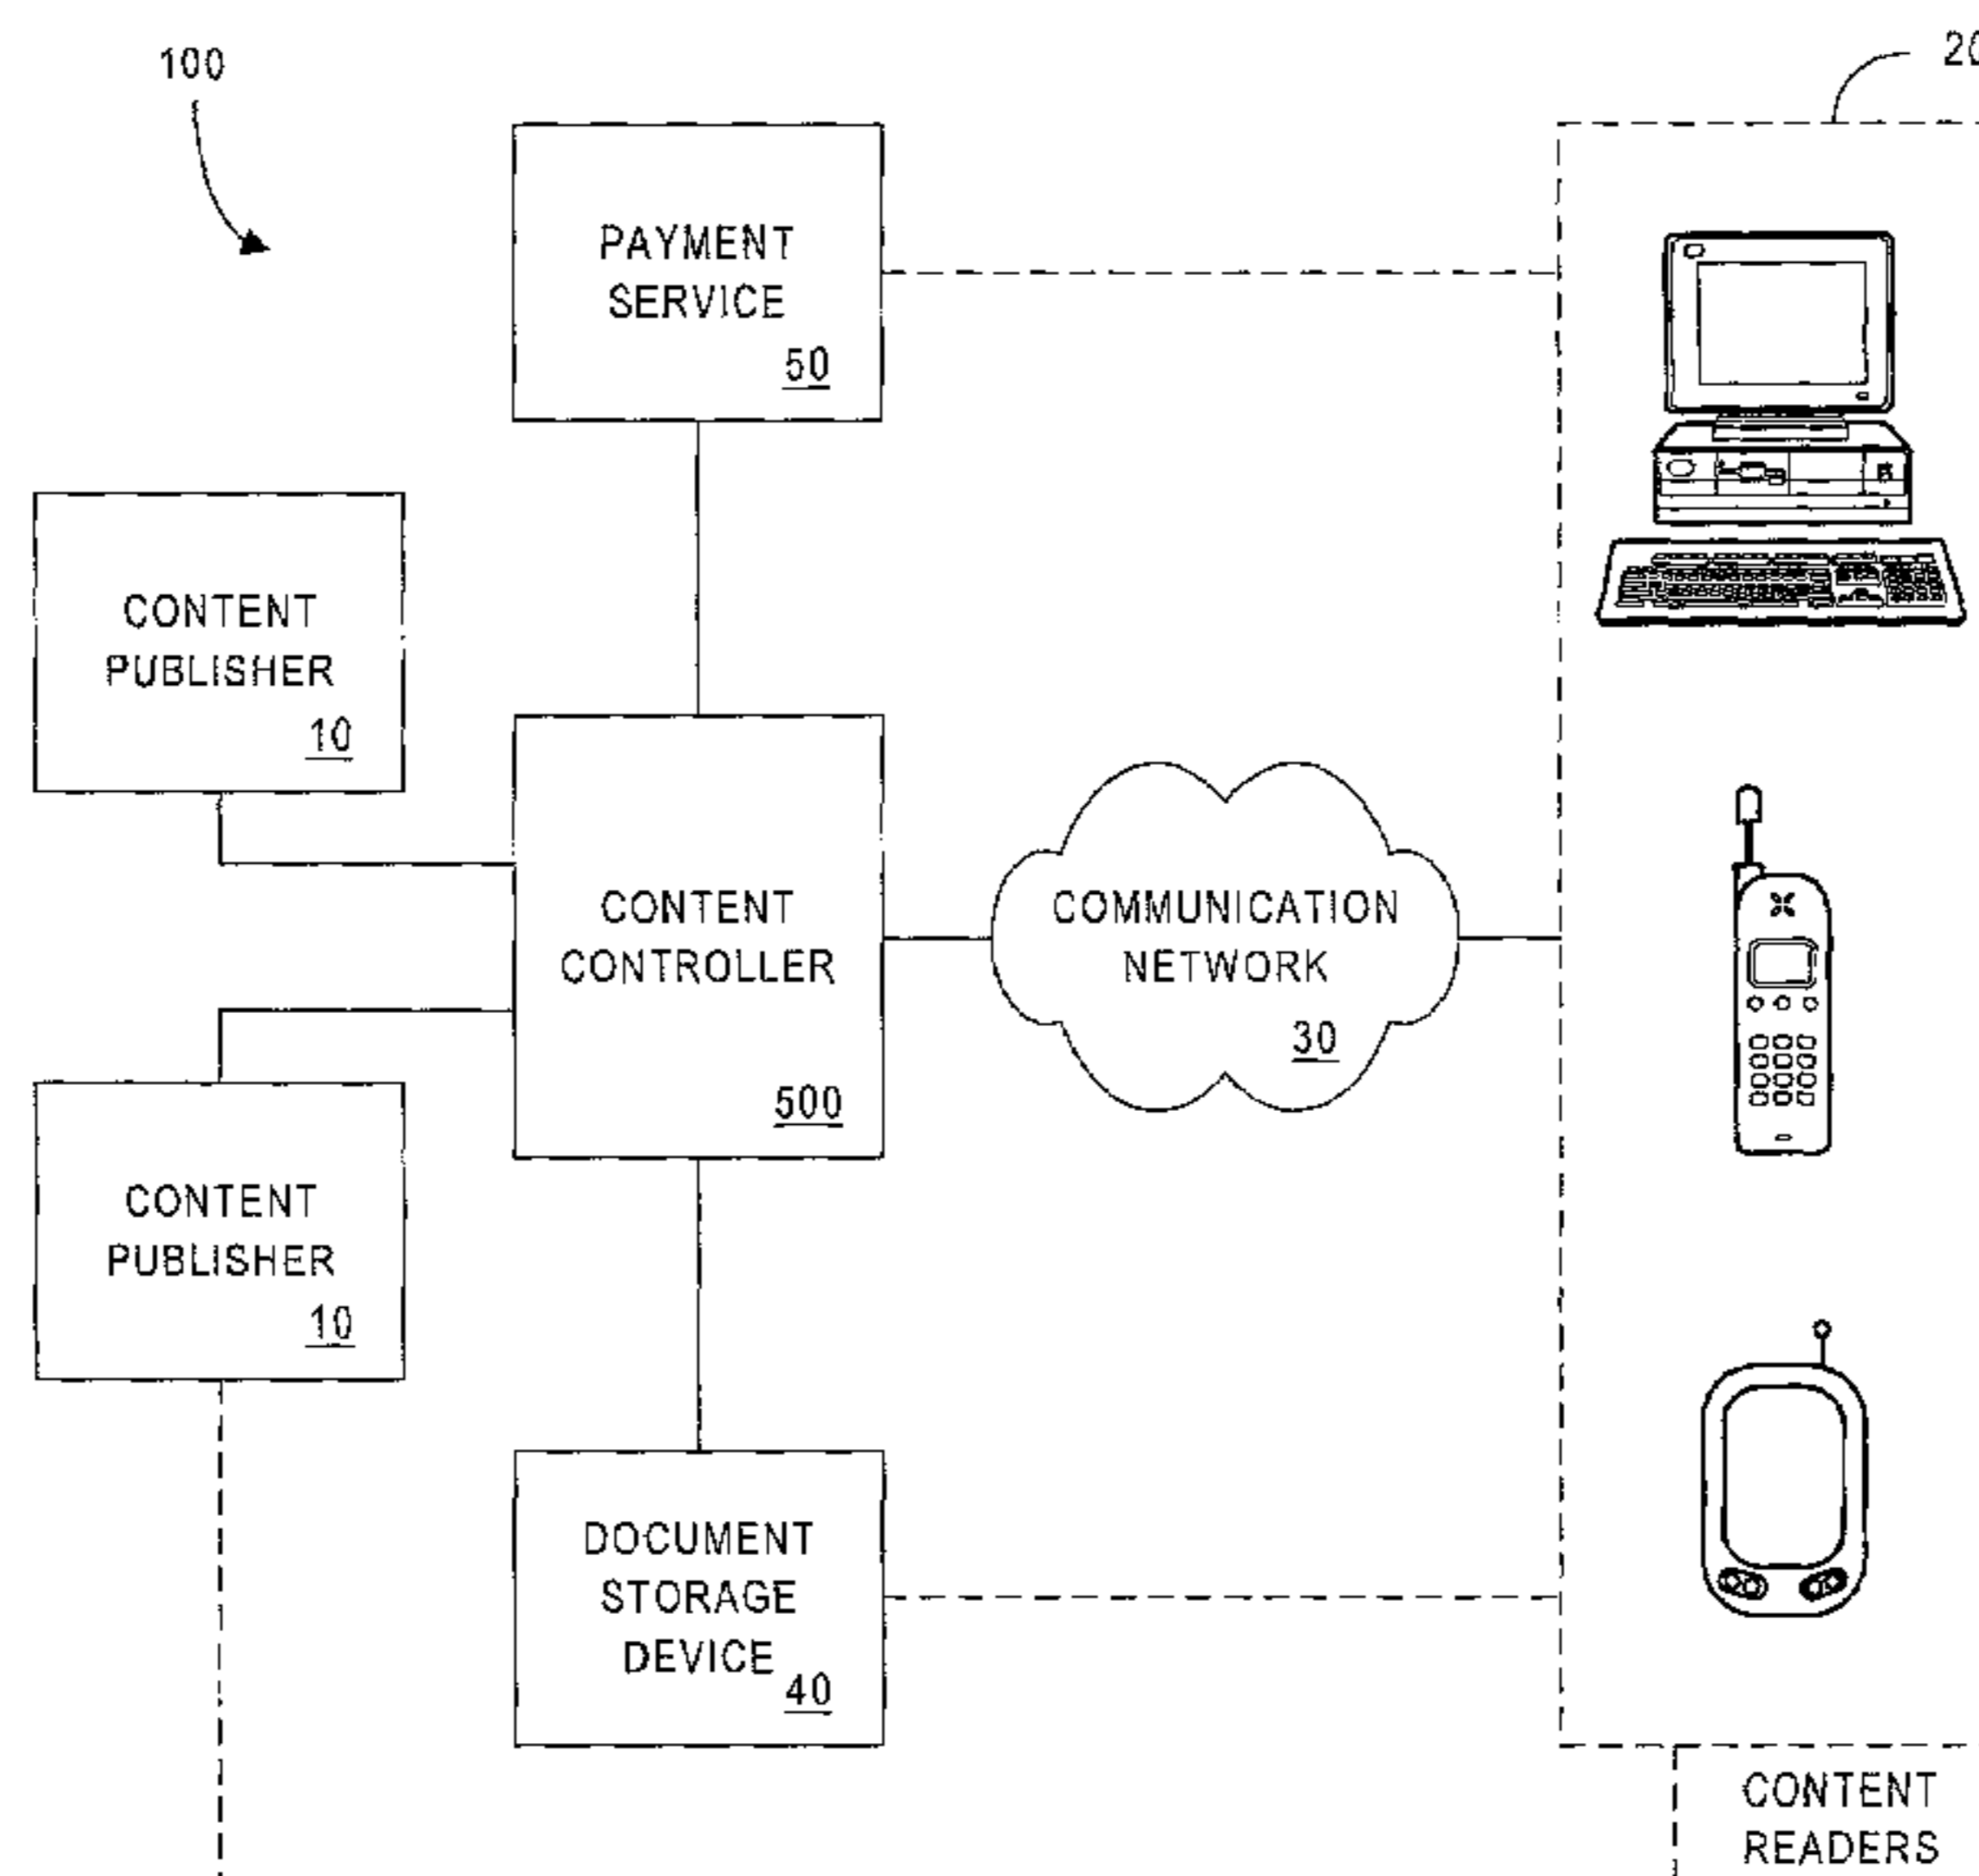 100
20
PAYMENT
SERVICE
50
CONTENT
PUBLISHER
10
CONTENT
CONTROLLER
500
COMMUNICATION
NETWORK
30
CONTENT
PUBLISHER
10
DOCUMENT
STORAGE
DEVICE
40
CONTENT
READERS